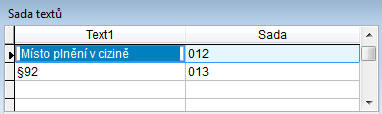 Sada textů
Text1 Sada
Místo plnění v cizině 012
§92 013